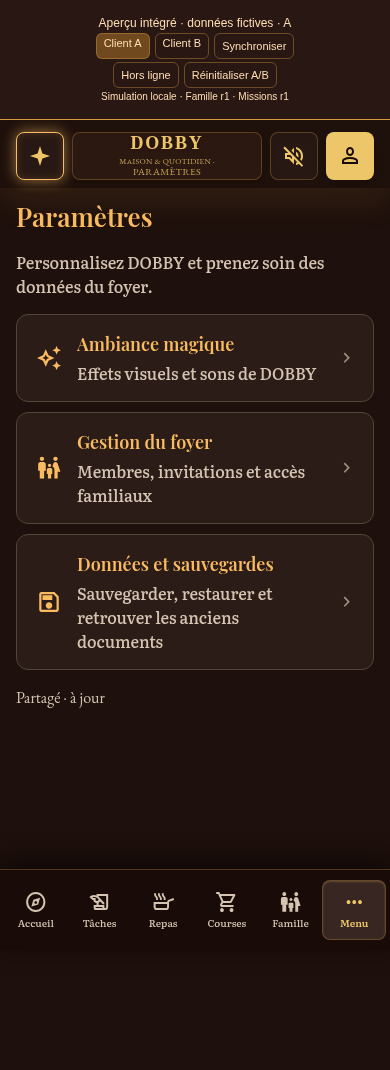 Aperçu intégré · données fictives · A
Client A
Client B
Synchroniser
Hors ligne
Réinitialiser A/B
Simulation locale · Famille r1 · Missions r1
DOBBY
MAISON & QUOTIDIEN ·
PARAMÈTRES
Paramètres
Personnalisez DOBBY et prenez soin des
données du foyer.
Ambiance magique
Effets visuels et sons de DOBBY
Gestion du foyer
Membres, invitations et accès
familiaux
Données et sauvegardes
Sauvegarder, restaurer et
retrouver les anciens
documents
Partagé · à jour
Accueil
Tâches
Repas
Courses
Famille
Menu